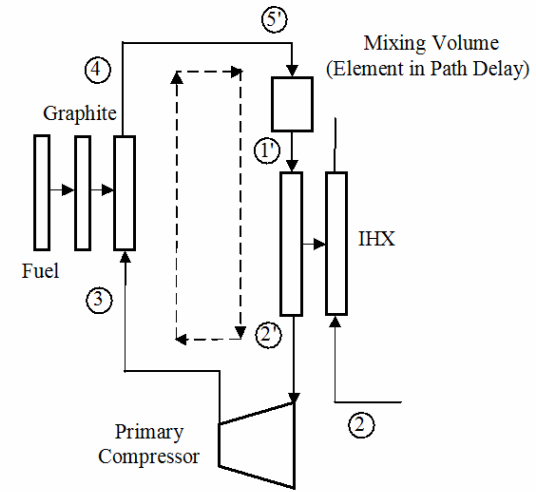 5'
Mixing Volume
(Element in Path Delay)
4
Graphite
1'
IHX
Fuel
3
2'
2
Primary
Compressor